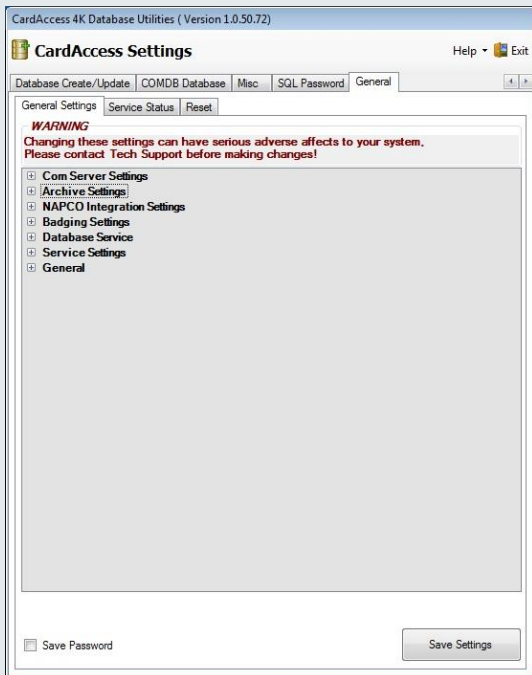 CardAccess 4K Database Utilities ( Version 1.0.50.72)
CardAccess Settings
Help
Exit
Database Create/Update
COMDB Database
Misc
SQL Password
General
General Settings
Service Status
Reset
WARNING
Changing these settings can have serious adverse affects to your system,
Please contact Tech Support before making changes!
Com Server Settings
Archive Settings
NAPCO Integration Settings
Badging Settings
Database Service
Service Settings
General
Save Password
Save Settings